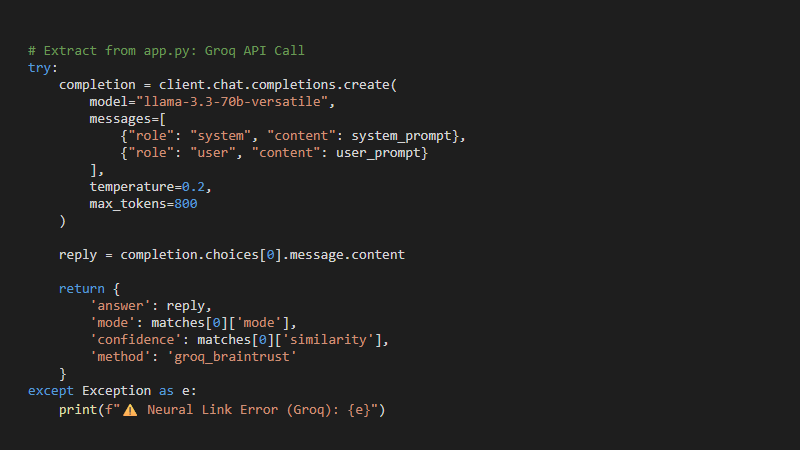 # Extract from app.py: Groq API Call
try:
    completion = client.chat.completions.create(
        model="llama-3.3-70b-versatile",
        messages=[
            {"role": "system", "content": system_prompt},
            {"role": "user", "content": user_prompt}
        ],
        temperature=0.2,
        max_tokens=800
    )
    reply = completion.choices[0].message.content
    return {
        'answer': reply,
        'mode': matches[0]['mode'],
        'confidence': matches[0]['similarity'],
        'method': 'groq_braintrust'
    }
except Exception as e:
    print(f"⚠️ Neural Link Error (Groq): {e}")